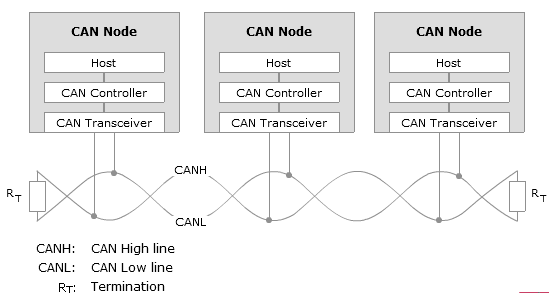 CAN Node CAN Node CAN Node
Host Host Host
CAN Controller CAN Controller CAN Controller
CAN Transceiver CAN Transceiver CAN Transceiver
CANH
RT RT
CANL
CANH: CAN High line
CANL: CAN Low line
RT: Termination